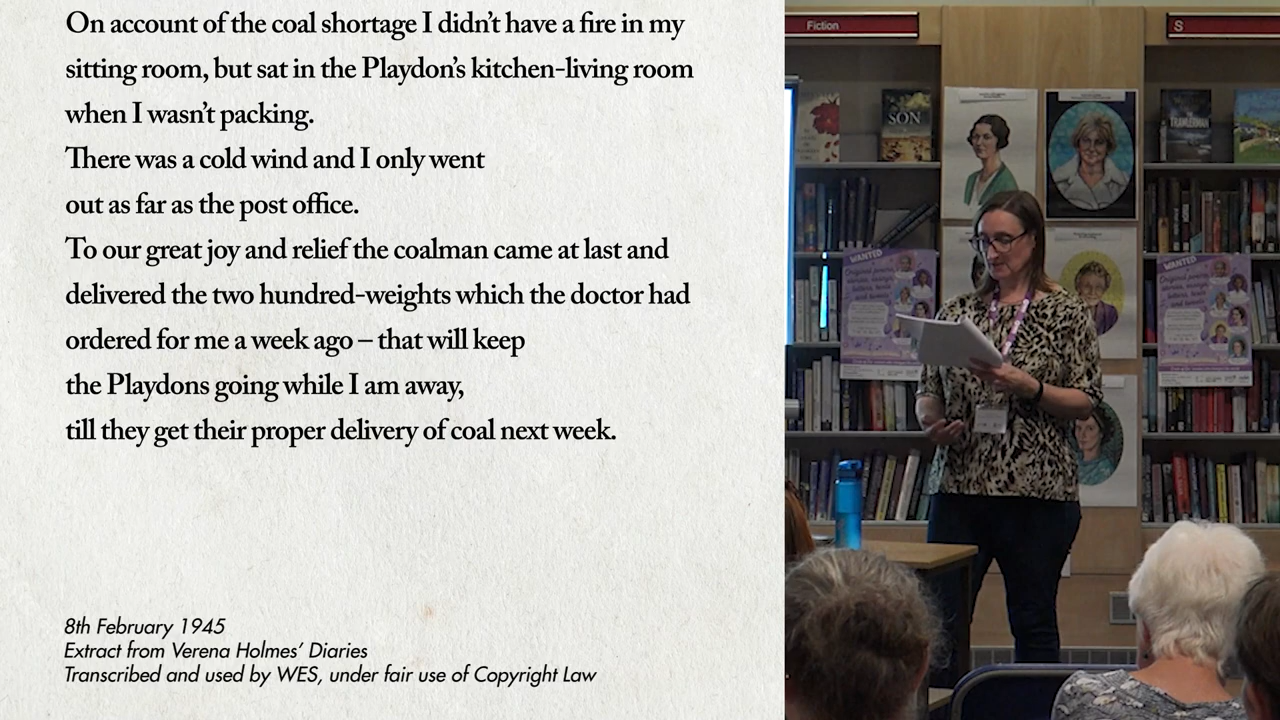 On account of the coal shortage I didn’t have a fire in my
sitting room, but sat in the Playdon’s kitchen-living room
when I wasn’t packing.
There was a cold wind and I only went
out as far as the post office.
To our great joy and relief the coalman came at last and
delivered the two hundred-weights which the doctor had
ordered for me a week ago – that will keep
the Playdons going while I am away,
till they get their proper delivery of coal next week.
8th February 1945
Extract from Verena Holmes’ Diaries
Transcribed and used by WES, under fair use of Copyright Law
Fiction
S
SON
TRAWLERMAN
WANTED
WANTED